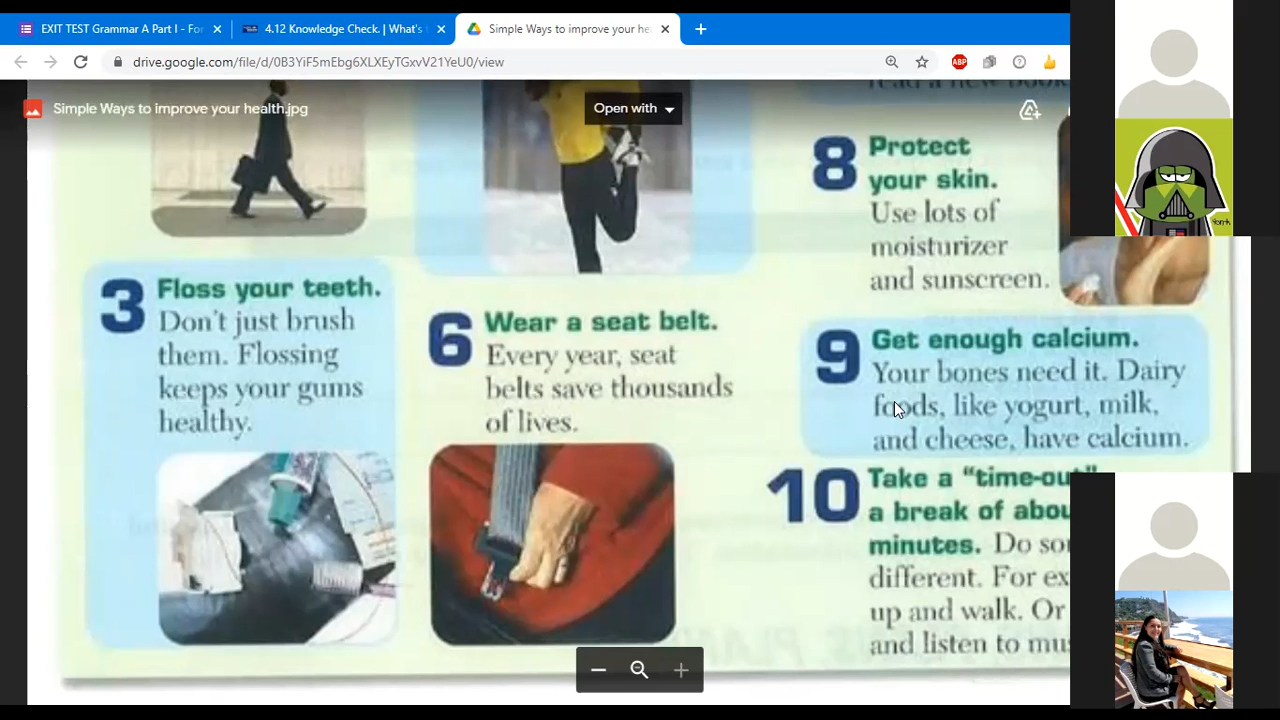 EXIT TEST Grammar A Part I - For
4.12 Knowledge Check. | What's
Simple Ways to improve your hea
drive.google.com/file/d/0B3YiF5mEbg6XLXEyTGxvV21YeU0/view
ABP
Simple Ways to improve your health.jpg
Open with
read a new book
3 Floss your teeth.
Don't just brush
them. Flossing
keeps your gums
healthy.
6 Wear a seat belt.
Every year, seat
belts save thousands
of lives.
8 Protect
your skin.
Use lots of
moisturizer
and sunscreen.
9 Get enough calcium.
Your bones need it. Dairy
foods, like yogurt, milk,
and cheese, have calcium.
10 Take a "time-out"
a break of abou
minutes. Do so
different. For ex
up and walk. Or
and listen to mu